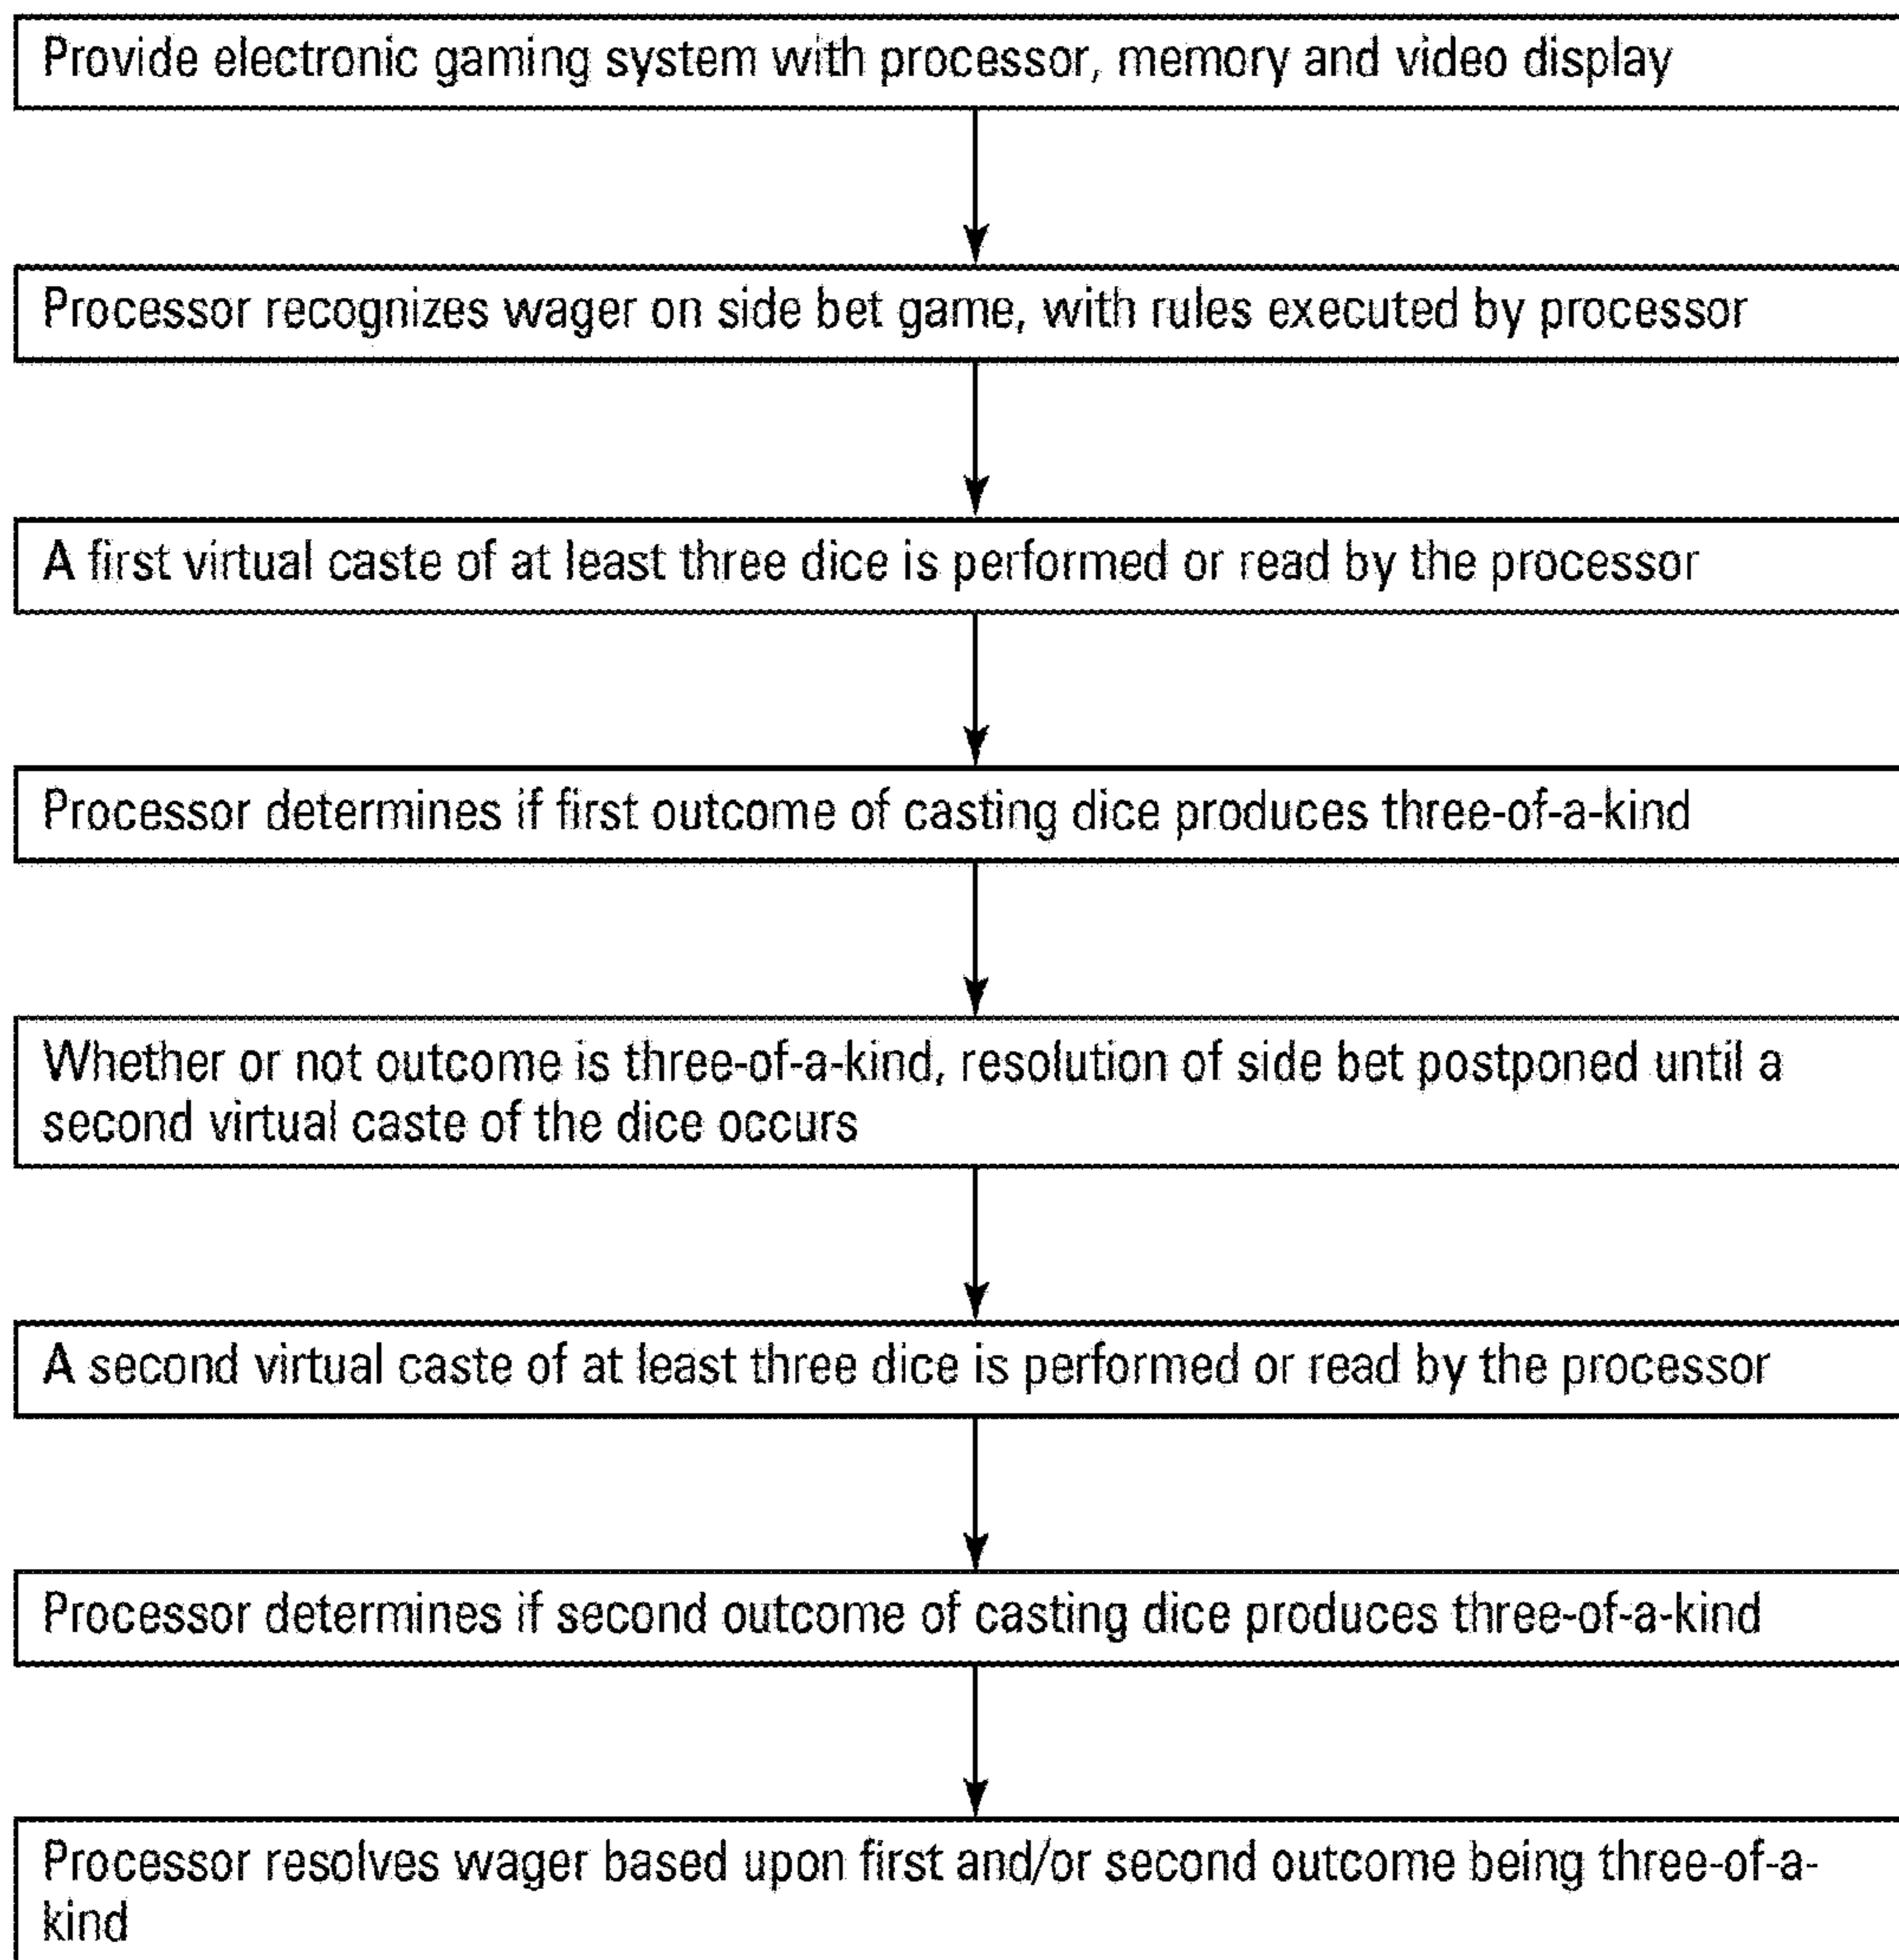 Provide electronic gaming system with processor, memory and video display
Processor recognizes wager on side bet game, with rules executed by processor
A first virtual caste of at least three dice is performed or read by the processor
Processor determines if first outcome of casting dice produces three-of-a-kind
Whether or not outcome is three-of-a-kind, resolution of side bet postponed until a
second virtual caste of the dice occurs
A second virtual caste of at least three dice is performed or read by the processor
Processor determines if second outcome of casting dice produces three-of-a-kind
Processor resolves wager based upon first and/or second outcome being three-of-a-
kind